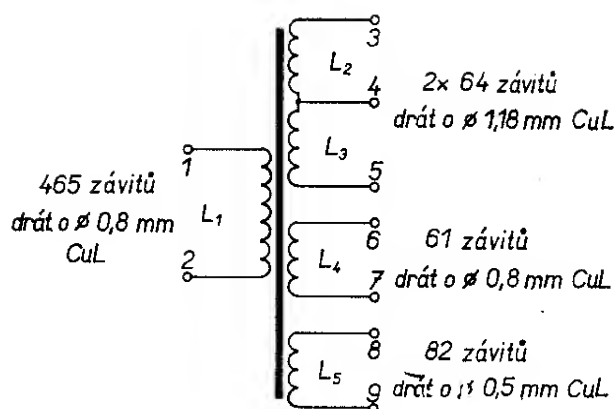 3
L₂
4
2x 64 závitů
drát o ø 1,18 mm CuL
L₃
5
1
465 závitů
drát o ø 0,8 mm
CuL
L₁
2
6
61 závitů
L₄
7
drát o ø 0,8 mm CuL
8
82 závitů
L₅
9
drát o ø 0,5 mm CuL